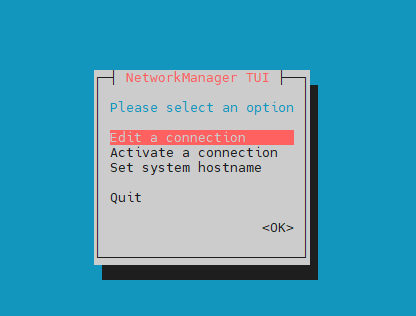 NetworkManager TUI
Please select an option
Edit a connection
Activate a connection
Set system hostname
Quit
<OK>